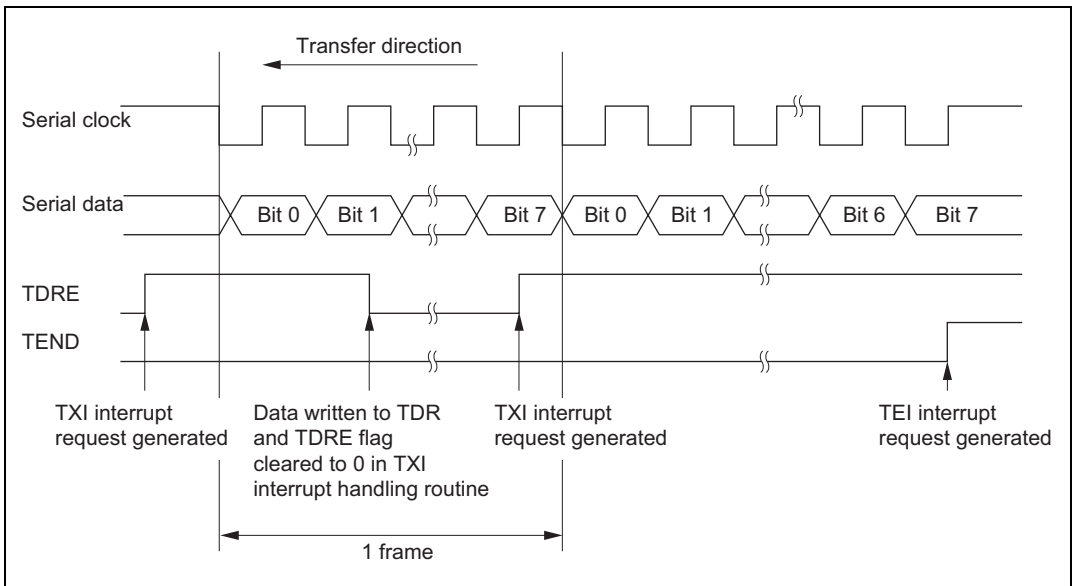 Transfer direction
Serial clock
Serial data
Bit 0
Bit 1
Bit 7
Bit 0
Bit 1
Bit 6
Bit 7
TDRE
TEND
TXI interrupt
request generated
Data written to TDR
and TDRE flag
cleared to 0 in TXI
interrupt handling routine
TXI interrupt
request generated
TEI interrupt
request generated
1 frame